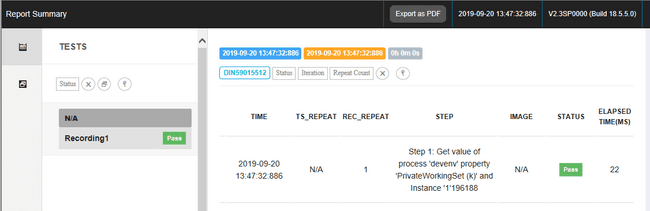 Report Summary
Export as PDF
2019-09-20 13:47:32:886
V2.3SP0000 (Build 18.5.5.0)
TESTS
Status
N/A
Recording1 Pass
2019-09-20 13:47:32:886 2019-09-20 13:47:32:886 0h 0m 0s
DIN59015512 Status Iteration Repeat Count
TIME TS_REPEAT REC_REPEAT STEP IMAGE STATUS ELAPSED
TIME(MS)
2019-09-20
13:47:32:886
N/A
1
Step 1: Get value of
process 'devenv' property
'PrivateWorkingSet (k)' and
Instance '1'196188
N/A
Pass
22